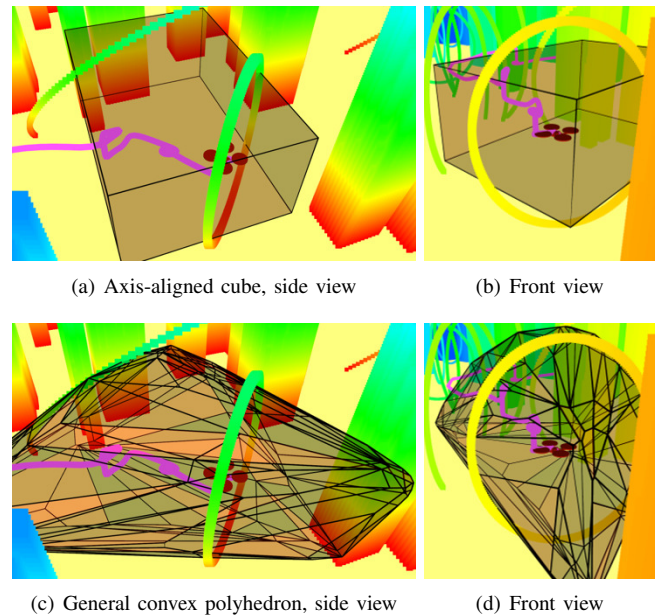 (a) Axis-aligned cube, side view
(b) Front view
(c) General convex polyhedron, side view
(d) Front view